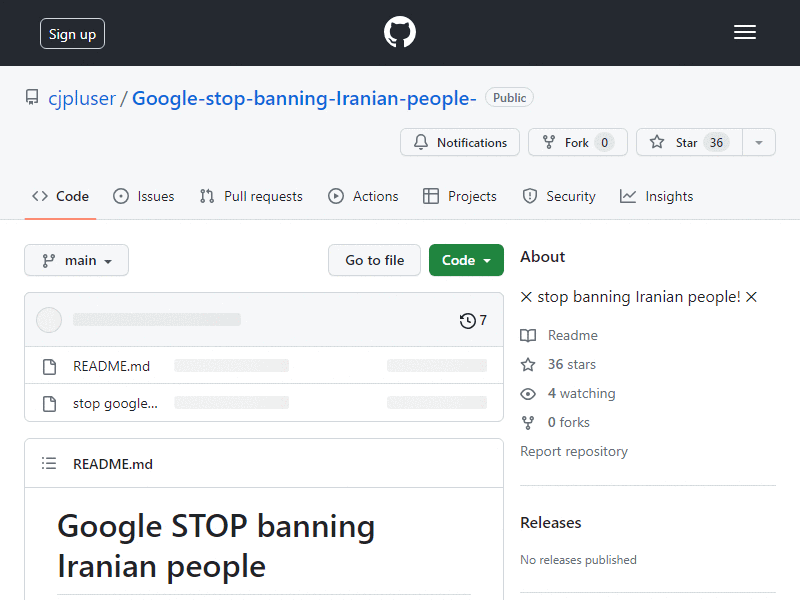 Sign up
cjpluser / Google-stop-banning-Iranian-people- Public
Notifications Fork 0 Star 36
Code Issues Pull requests Actions Projects Security Insights
main Go to file Code
7
README.md
stop google...
README.md
Google STOP banning
Iranian people
About
✕ stop banning Iranian people! ✕
Readme
36 stars
4 watching
0 forks
Report repository
Releases
No releases published